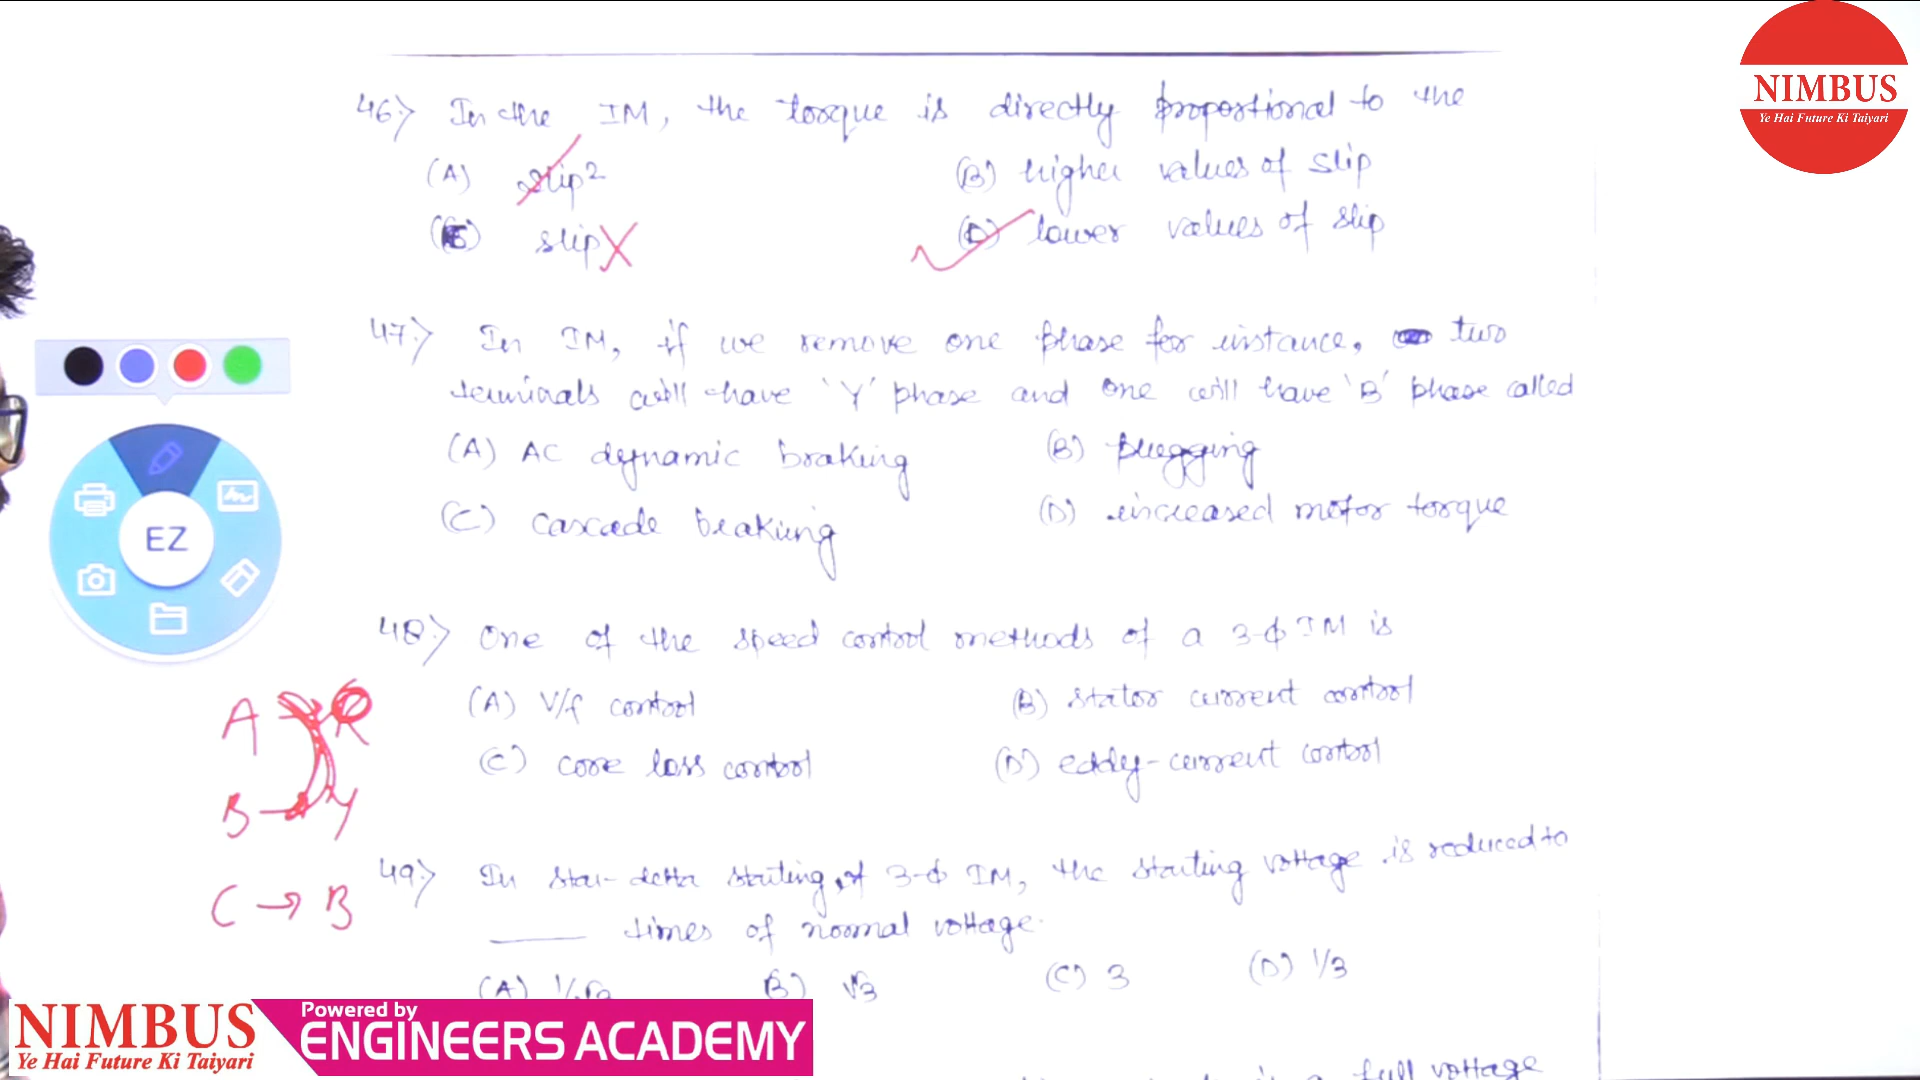 NIMBUS
Ye Hai Future Ki Taiyari
46:> In the IM, the torque is directly proportional to the
(A) slip² (B) higher values of slip
(C) slip (D) lower values of slip
47:> In IM, if we remove one phase for instance, two
terminals will have 'Y' phase and one will have 'B' phase called
(A) AC dynamic braking (B) plugging
(C) cascade braking (D) increased motor torque
EZ
48:> One of the speed control methods of a 3-ϕ IM is
(A) V/f control (B) stator current control
(C) core loss control (D) eddy-current control
A R
B Y
C → B
49:> In star-delta starting of 3-ϕ IM, the starting voltage is reduced to
____ times of normal voltage.
(A) (B) √3 (C) 3 (D) 1/3
NIMBUS
Ye Hai Future Ki Taiyari
Powered by
ENGINEERS ACADEMY
full voltage